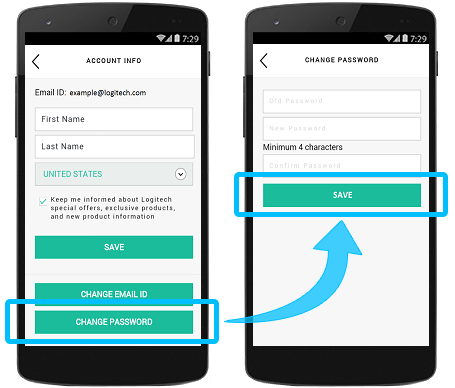 7:29
ACCOUNT INFO
Email ID: example@logitech.com
First Name
Last Name
UNITED STATES
Keep me informed about Logitech
special offers, exclusive products,
and new product information
SAVE
CHANGE EMAIL ID
CHANGE PASSWORD
7:29
CHANGE PASSWORD
Old Password
New Password
Minimum 4 characters
Confirm Password
SAVE